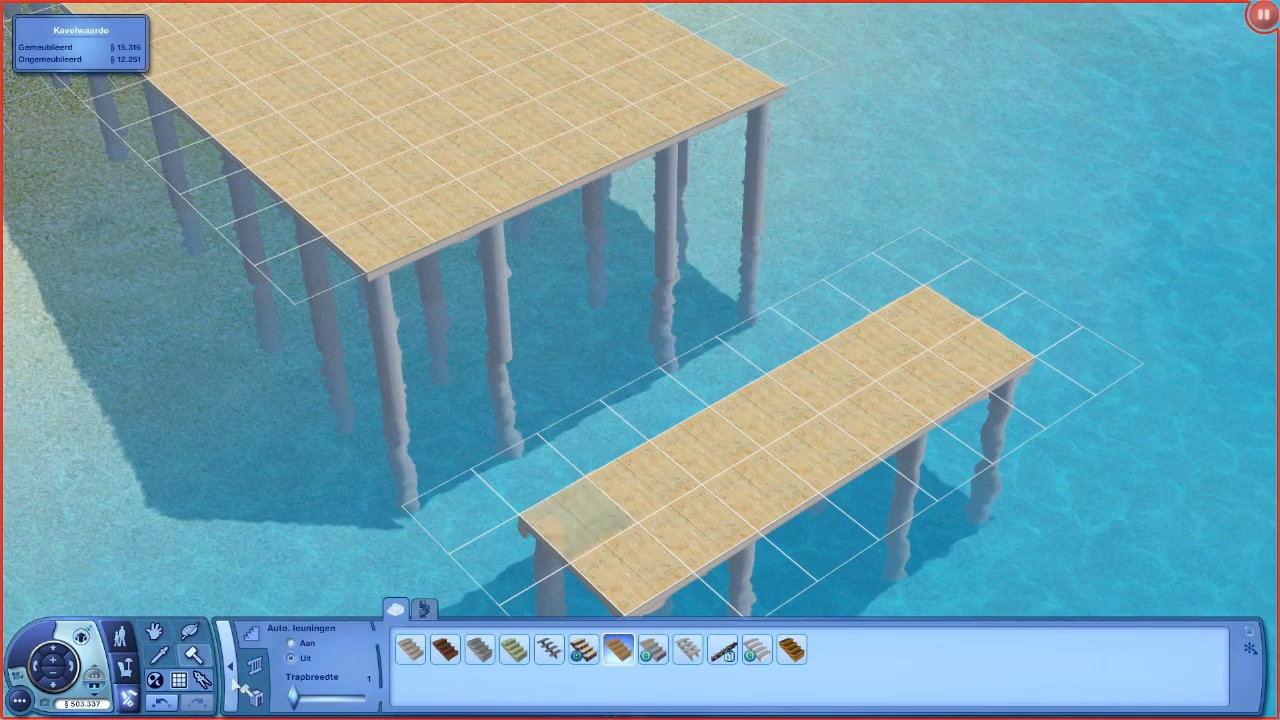 Kavelwaarde
Gemeubileerd § 15.316
Ongemeubileerd § 12.251
Auto. leuningen
Aan
Uit
Trapbreedte 1
§ 503.337